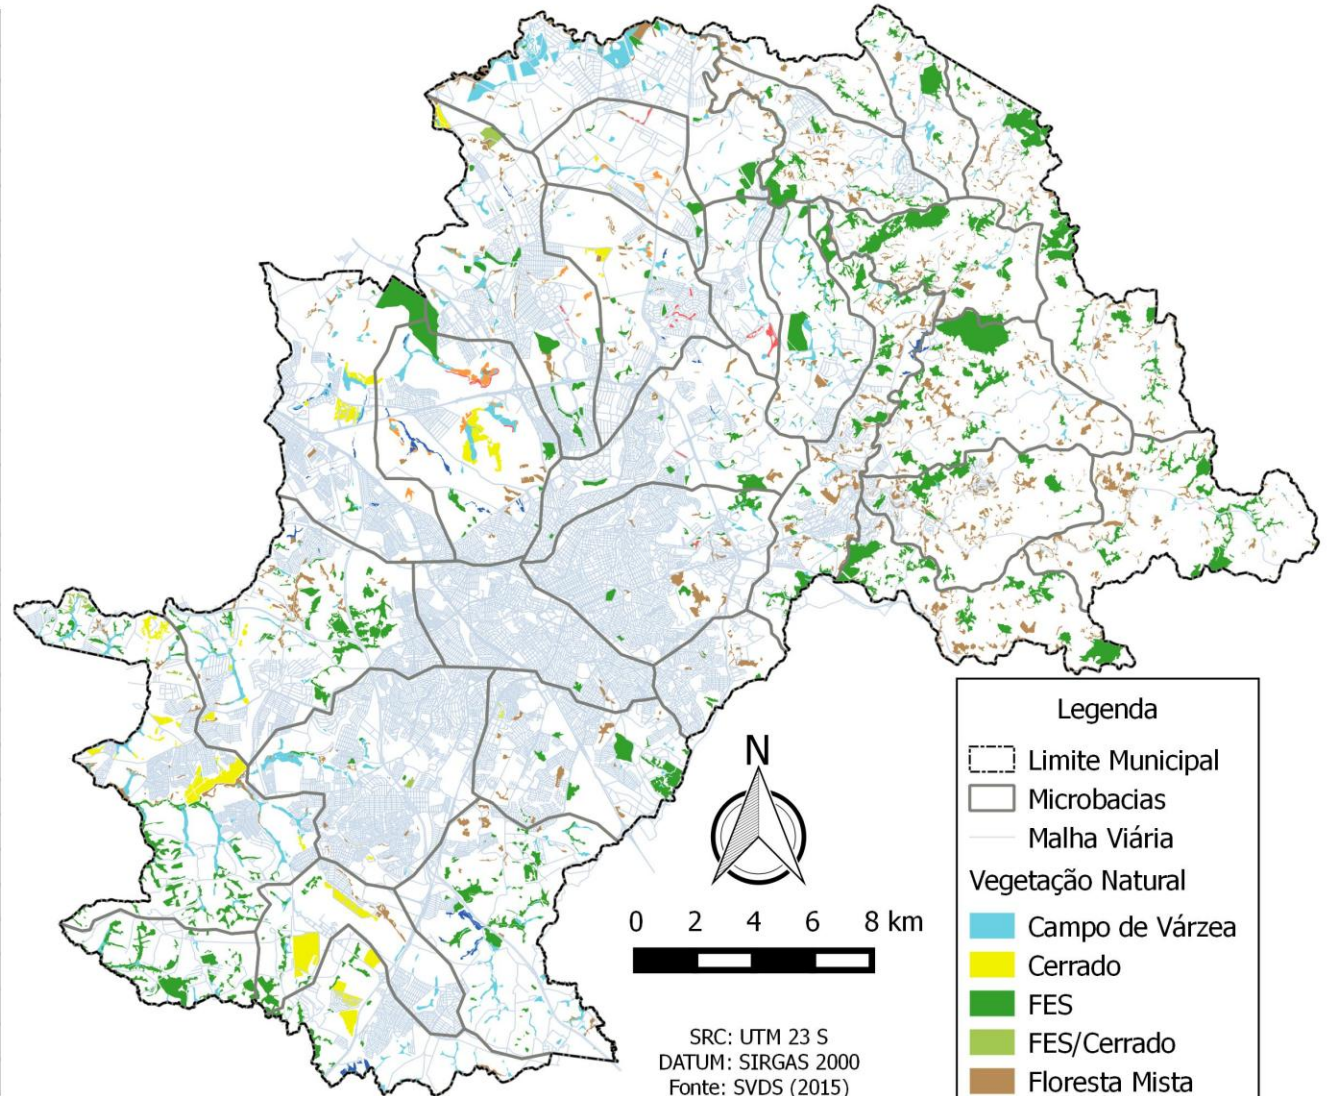 N
0 2 4 6 8 km
SRC: UTM 23 S
DATUM: SIRGAS 2000
Fonte: SVDS (2015)
Legenda
Limite Municipal
Microbacias
Malha Viária
Vegetação Natural
Campo de Várzea
Cerrado
FES
FES/Cerrado
Floresta Mista